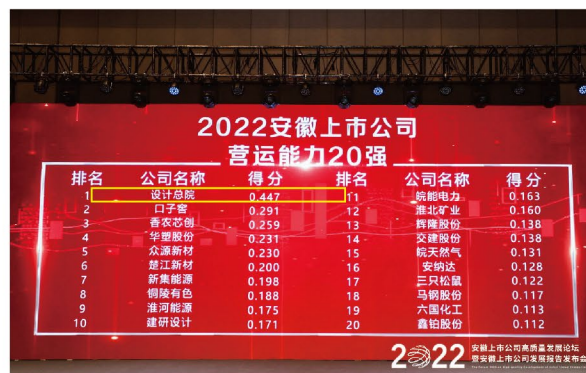 2022安徽上市公司
营运能力20强
排名 公司名称 得分 排名 公司名称 得分
1 设计总院 0.447 11 皖能电力 0.163
2 口子窖 0.291 12 淮北矿业 0.160
3 香农芯创 0.259 13 辉隆股份 0.138
4 华塑股份 0.231 14 交建股份 0.138
5 众源新材 0.230 15 皖天然气 0.131
6 楚江新材 0.200 16 安纳达 0.128
7 新集能源 0.198 17 三只松鼠 0.122
8 铜陵有色 0.188 18 马钢股份 0.117
9 淮河能源 0.175 19 六国化工 0.113
10 建研设计 0.171 20 鑫铂股份 0.112
2022 安徽上市公司高质量发展论坛
暨安徽上市公司发展报告发布会